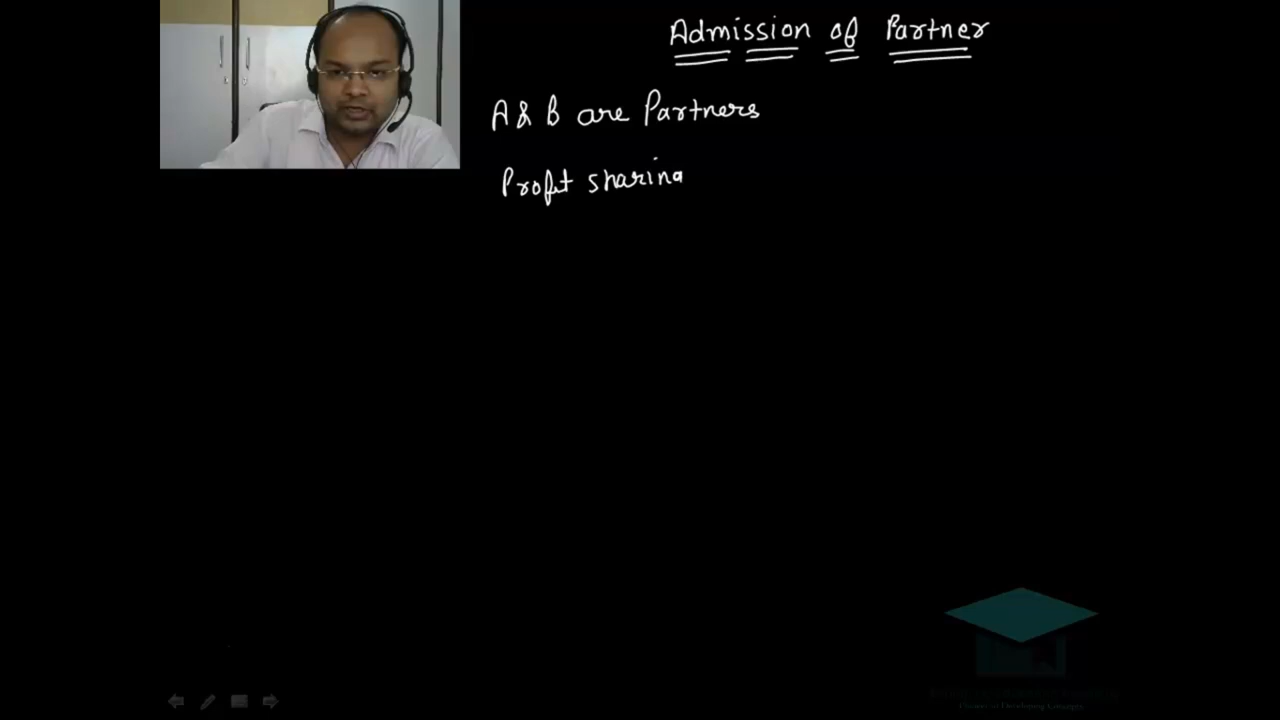 Admission of Partner
A & B are Partners
Profit sharing